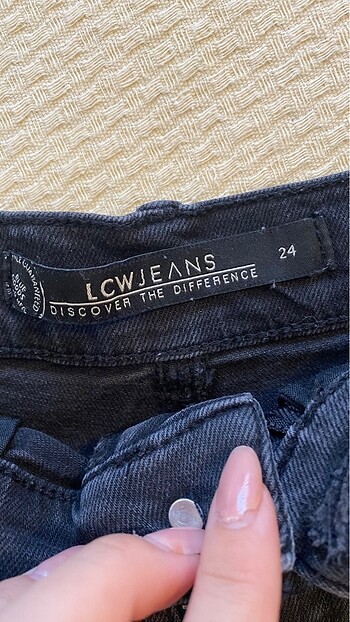 LCWJEANS
DISCOVER THE DIFFERENCE
24